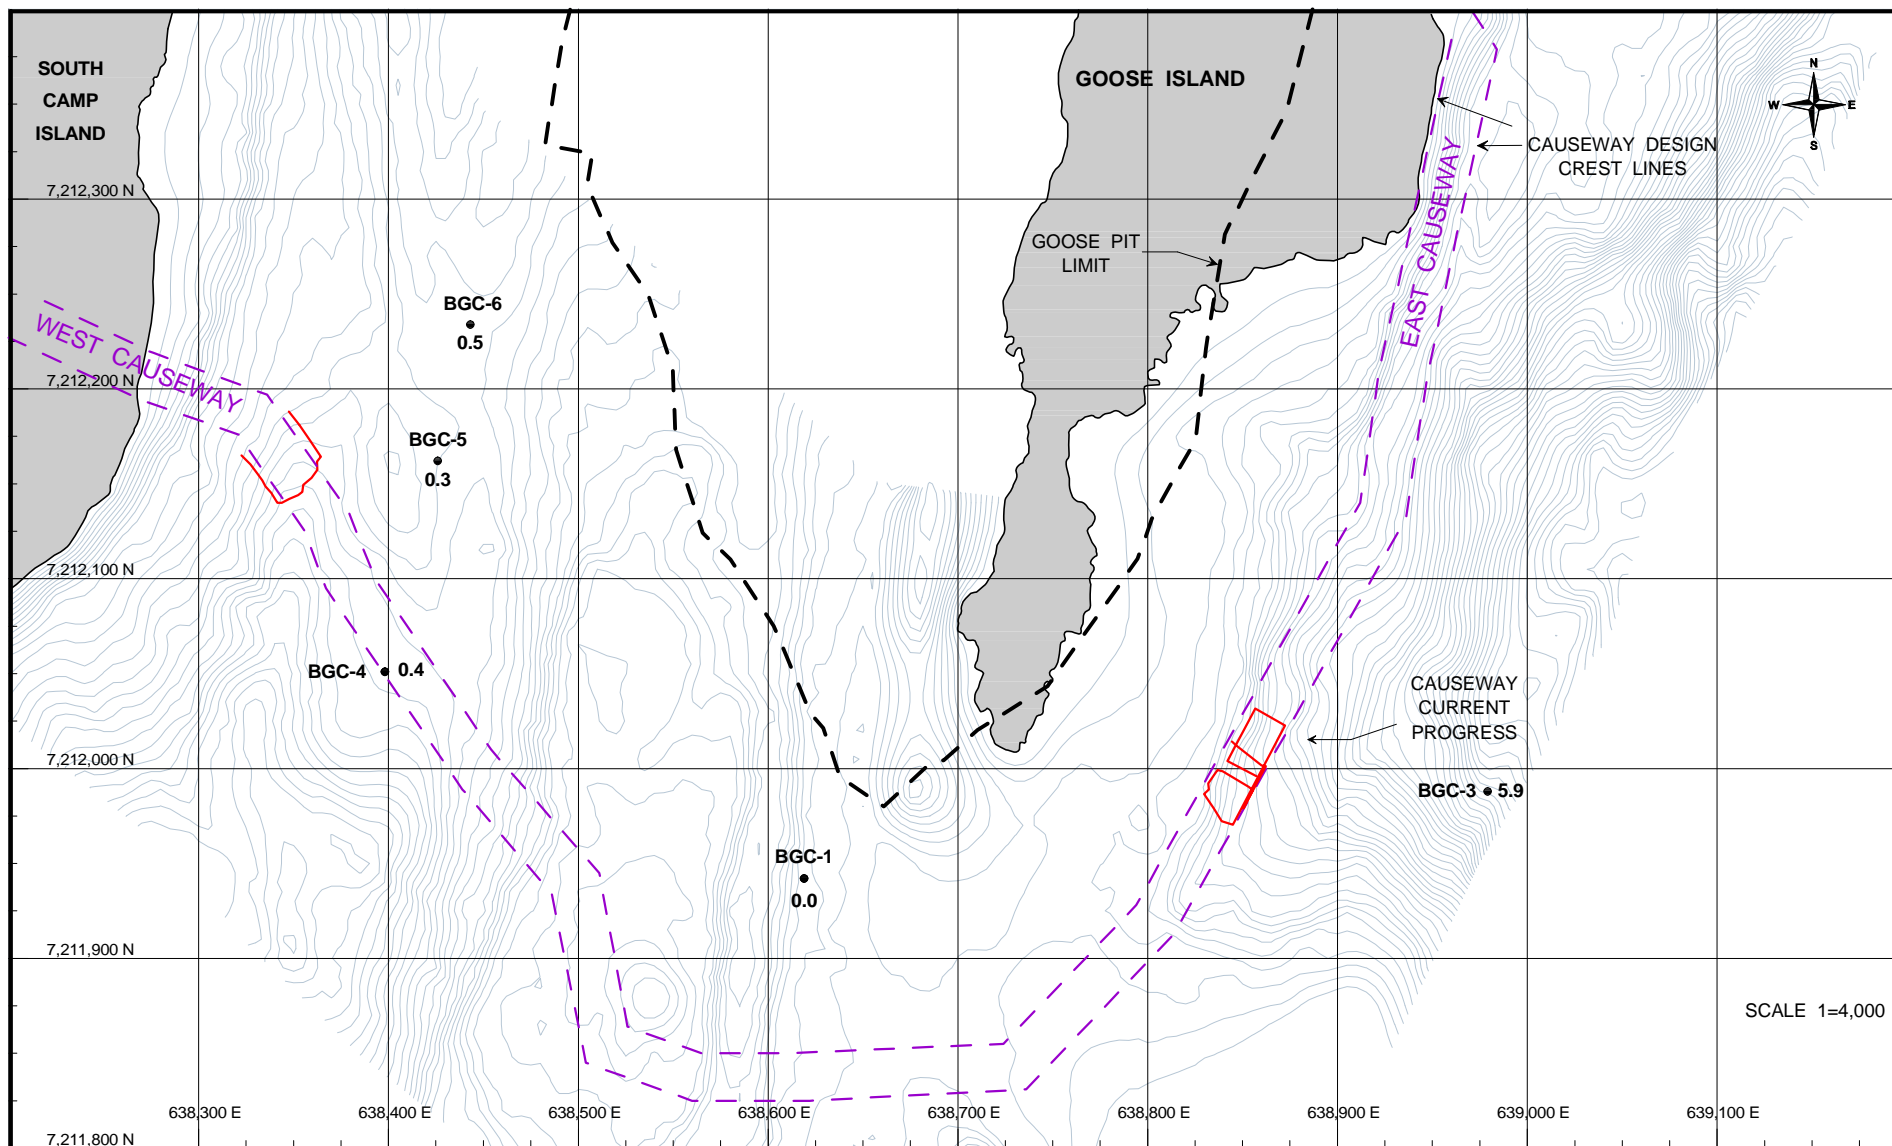 SOUTH
CAMP
ISLAND
GOOSE ISLAND
N
W E
S
CAUSEWAY DESIGN
CREST LINES
7,212,300 N
GOOSE PIT
LIMIT
EAST CAUSEWAY
BGC-6
0.5
WEST CAUSEWAY
7,212,200 N
BGC-5
0.3
7,212,100 N
BGC-4 0.4
CAUSEWAY
CURRENT
PROGRESS
7,212,000 N
BGC-3 5.9
BGC-1
0.0
7,211,900 N
SCALE 1=4,000
638,300 E 638,400 E 638,500 E 638,600 E 638,700 E 638,800 E 638,900 E 639,000 E 639,100 E
7,211,800 N